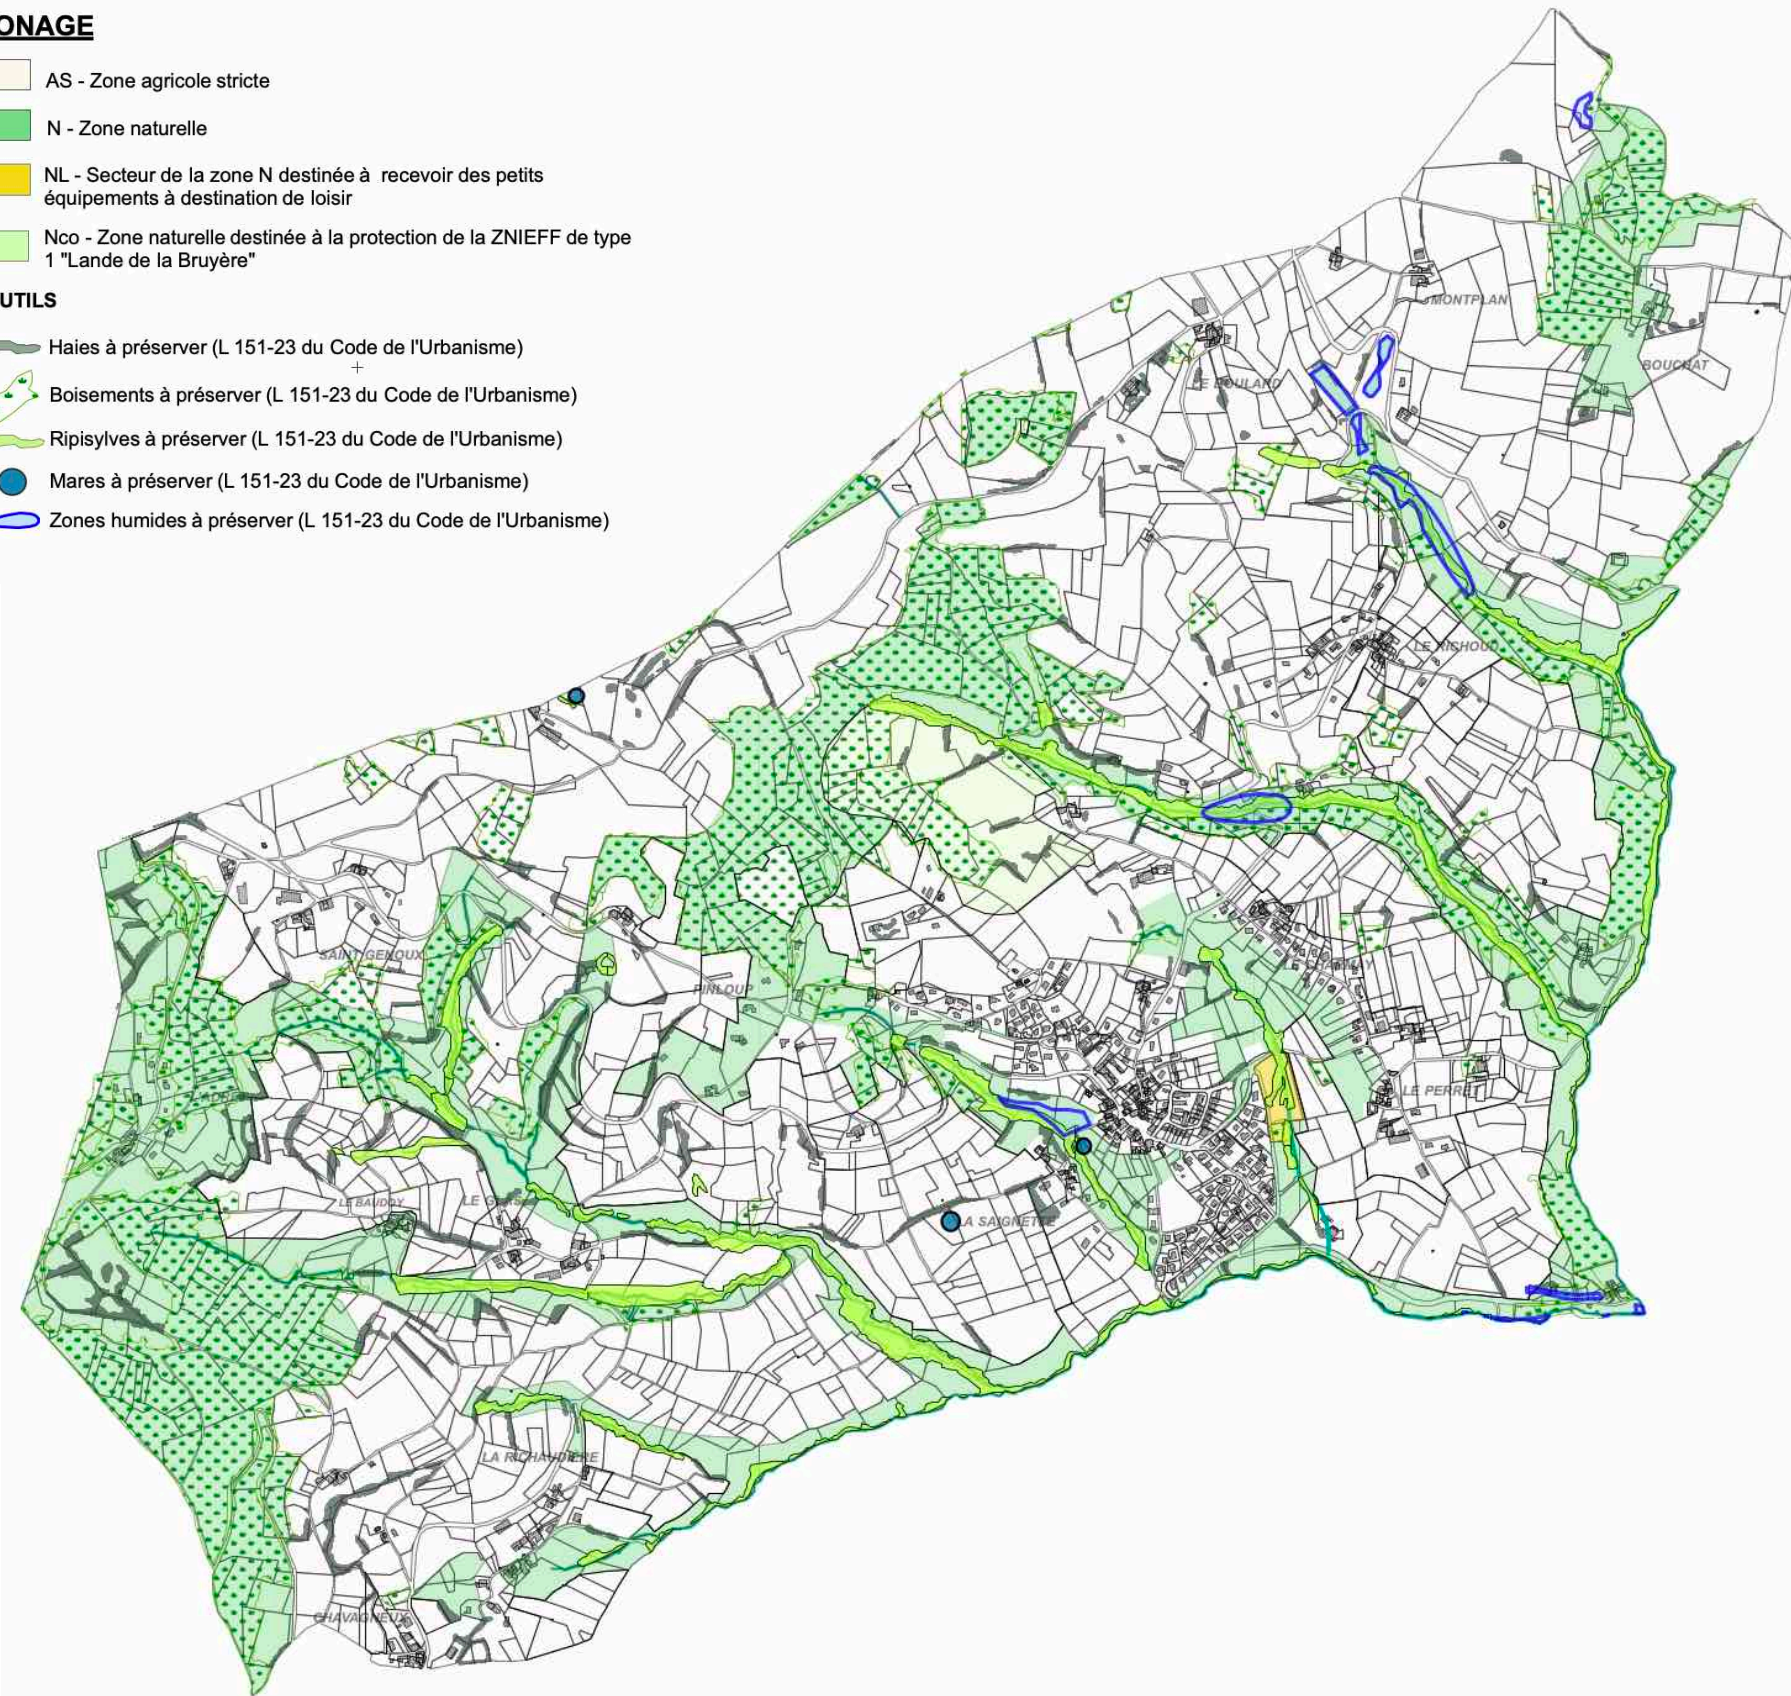 ONAGE
AS - Zone agricole stricte
N - Zone naturelle
NL - Secteur de la zone N destinée à recevoir des petits
équipements à destination de loisir
Nco - Zone naturelle destinée à la protection de la ZNIEFF de type
1 "Lande de la Bruyère"
UTILS
Haies à préserver (L 151-23 du Code de l'Urbanisme)
Boisements à préserver (L 151-23 du Code de l'Urbanisme)
Ripisylves à préserver (L 151-23 du Code de l'Urbanisme)
Mares à préserver (L 151-23 du Code de l'Urbanisme)
Zones humides à préserver (L 151-23 du Code de l'Urbanisme)
MONTPLAN
BOUCHAT
LE BOULARD
LE RICHOUD
SAINT GENOUX
PINLOUP
LE PERRET
LE BAUDOY
LA SAIGNETTE
LA RICHAUDIERE
CHAVAGNEUX